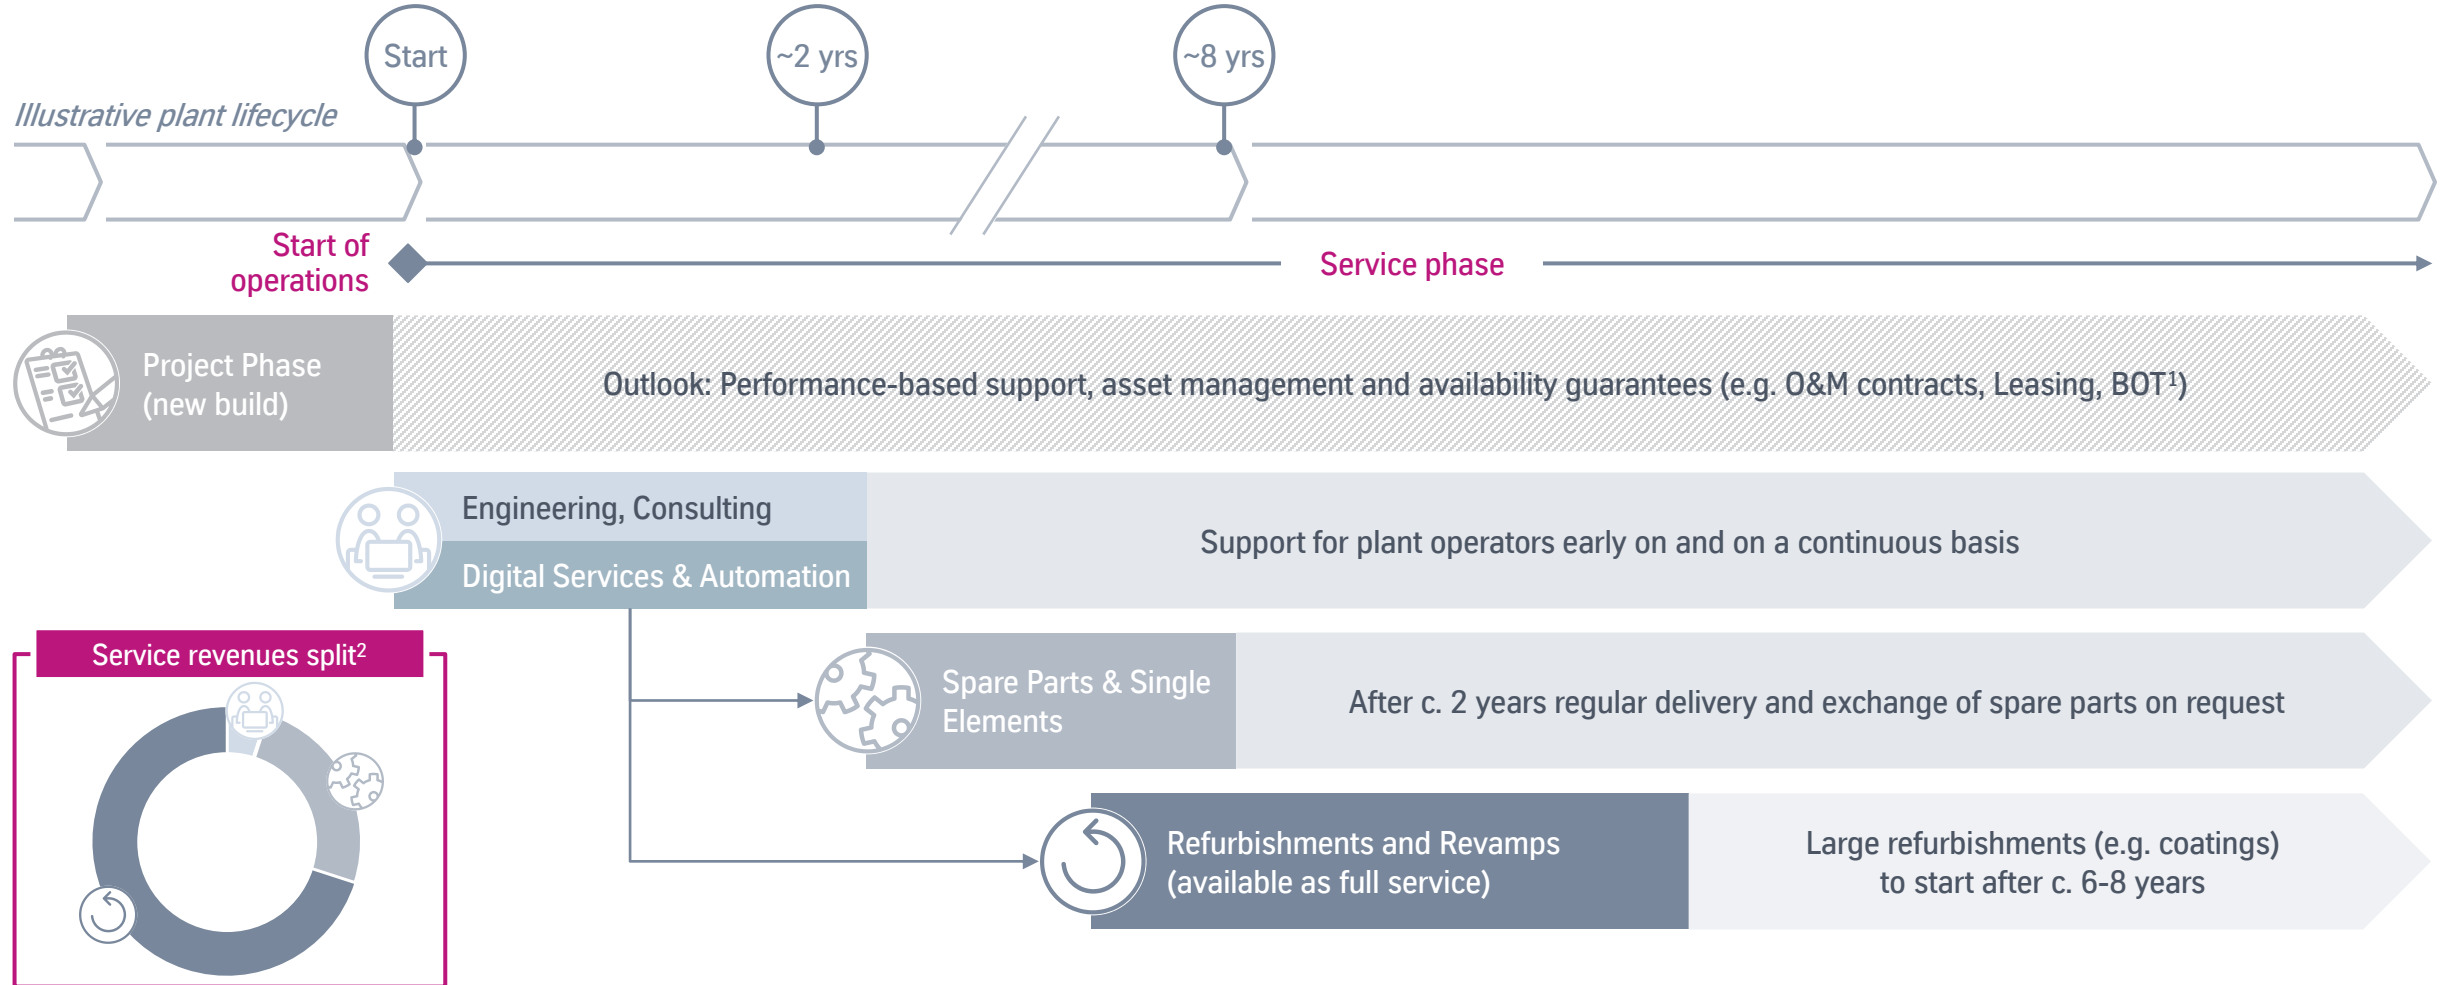 Start
~2 yrs
~8 yrs
Illustrative plant lifecycle
Start of
operations
Service phase
Project Phase
(new build)
Outlook: Performance-based support, asset management and availability guarantees (e.g. O&M contracts, Leasing, BOT¹)
Engineering, Consulting
Digital Services & Automation
Support for plant operators early on and on a continuous basis
Service revenues split²
Spare Parts & Single
Elements
After c. 2 years regular delivery and exchange of spare parts on request
Refurbishments and Revamps
(available as full service)
Large refurbishments (e.g. coatings)
to start after c. 6-8 years